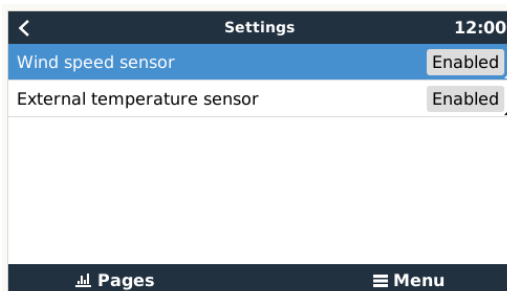 Settings 12:00
Wind speed sensor Enabled
External temperature sensor Enabled
Pages Menu